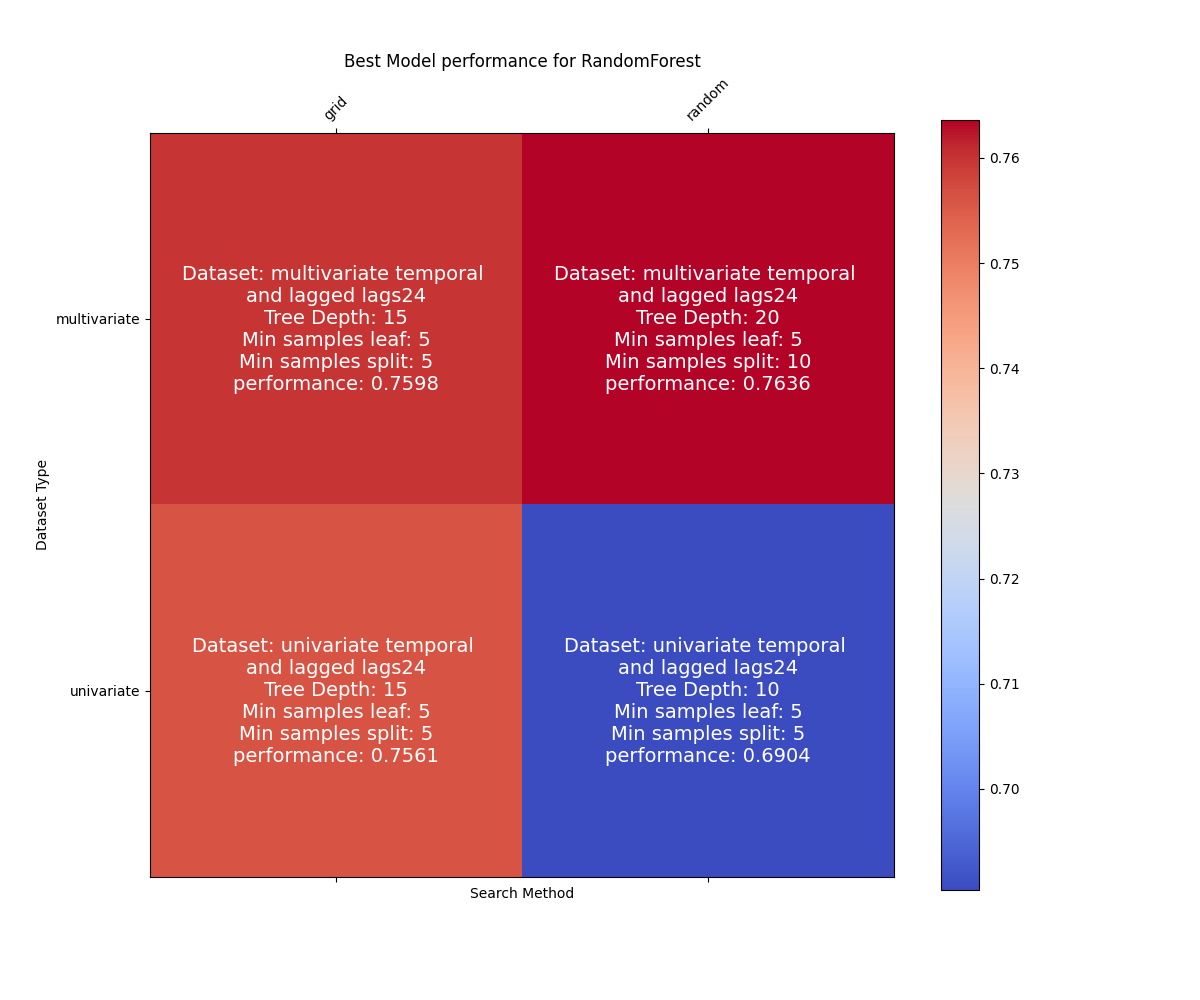 Best Model performance for RandomForest
grid
random
multivariate
univariate
Dataset Type
Search Method
Dataset: multivariate temporal
and lagged lags24
Tree Depth: 15
Min samples leaf: 5
Min samples split: 5
performance: 0.7598
Dataset: multivariate temporal
and lagged lags24
Tree Depth: 20
Min samples leaf: 5
Min samples split: 10
performance: 0.7636
Dataset: univariate temporal
and lagged lags24
Tree Depth: 15
Min samples leaf: 5
Min samples split: 5
performance: 0.7561
Dataset: univariate temporal
and lagged lags24
Tree Depth: 10
Min samples leaf: 5
Min samples split: 5
performance: 0.6904
0.76
0.75
0.74
0.73
0.72
0.71
0.70